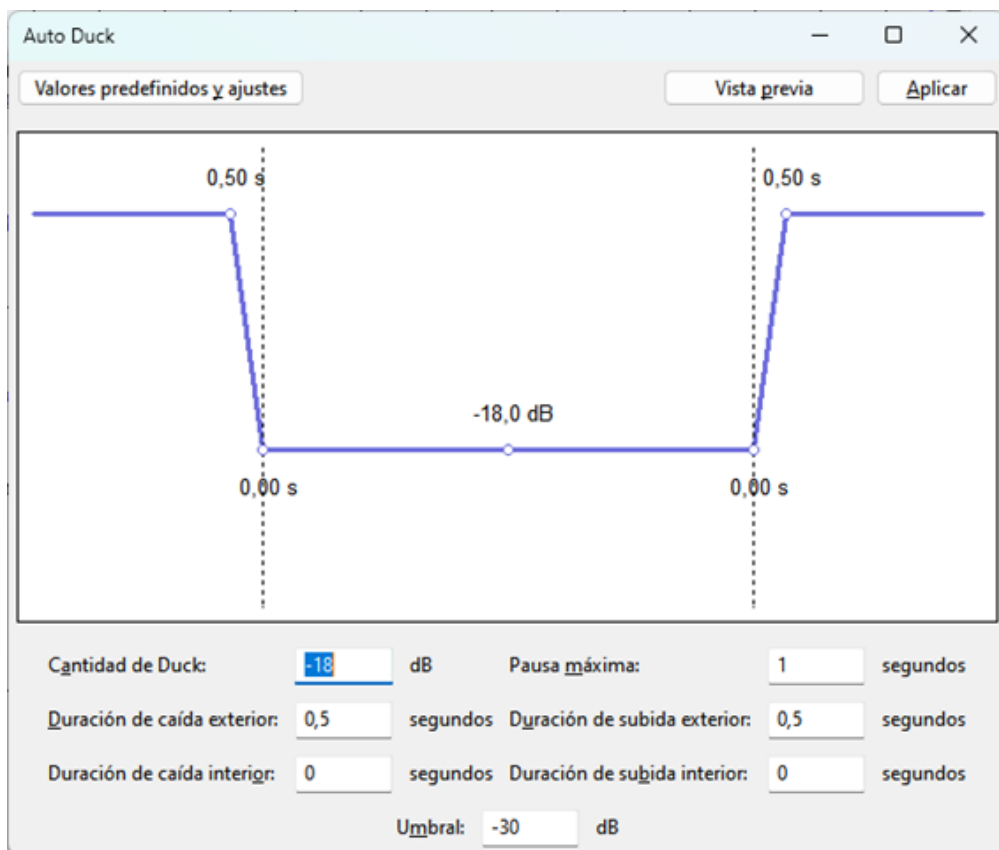 Auto Duck
Valores predefinidos y ajustes Vista previa Aplicar
0,50 s 0,50 s
-18,0 dB
0,00 s 0,00 s
Cantidad de Duck: -18 dB Pausa máxima: 1 segundos
Duración de caída exterior: 0,5 segundos Duración de subida exterior: 0,5 segundos
Duración de caída interior: 0 segundos Duración de subida interior: 0 segundos
Umbral: -30 dB